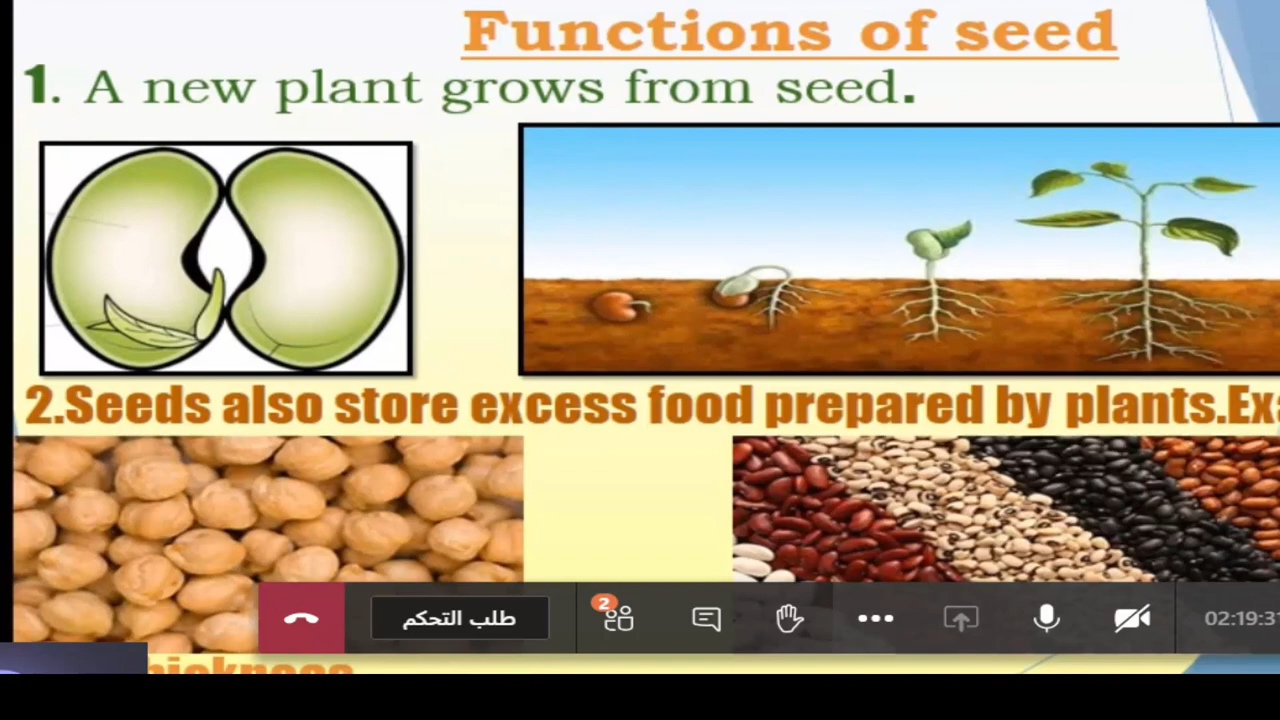 Functions of seed
1. A new plant grows from seed.
2.Seeds also store excess food prepared by plants.Ex
طلب التحكم
2
02:19:3